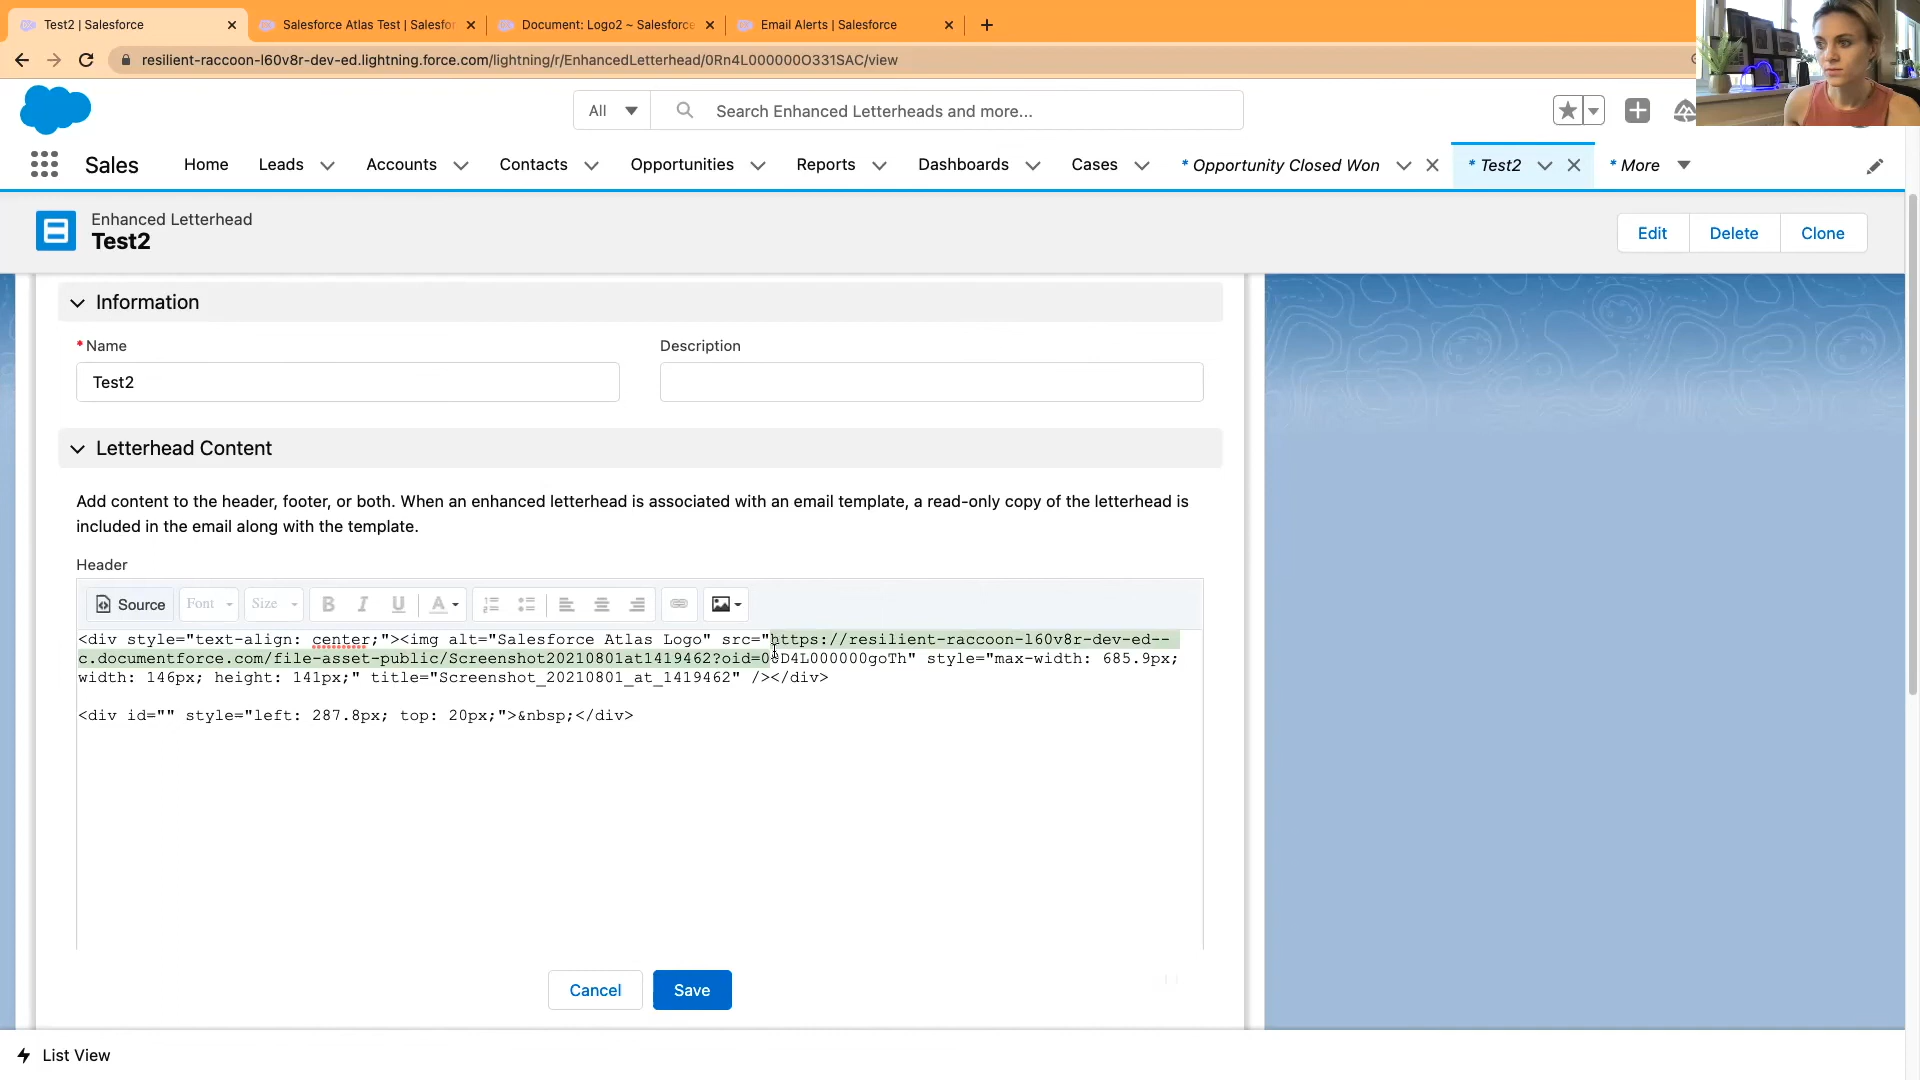 Test2 | Salesforce
Salesforce Atlas Test | Salesfor
Document: Logo2 ~ Salesforce
Email Alerts | Salesforce
resilient-raccoon-l60v8r-dev-ed.lightning.force.com/lightning/r/EnhancedLetterhead/0Rn4L000000O331SAC/view
All
Search Enhanced Letterheads and more...
Sales
Home
Leads
Accounts
Contacts
Opportunities
Reports
Dashboards
Cases
* Opportunity Closed Won
* Test2
* More
Enhanced Letterhead
Test2
Edit
Delete
Clone
Information
* Name
Description
Test2
Letterhead Content
Add content to the header, footer, or both. When an enhanced letterhead is associated with an email template, a read-only copy of the letterhead is
included in the email along with the template.
Header
Source
Font
Size
B I U A
<div style="text-align: center;"><img alt="Salesforce Atlas Logo" src="https://resilient-raccoon-l60v8r-dev-ed--
c.documentforce.com/file-asset-public/Screenshot20210801at1419462?oid=00D4L000000goTh" style="max-width: 685.9px;
width: 146px; height: 141px;" title="Screenshot_20210801_at_1419462" /></div>
<div id="" style="left: 287.8px; top: 20px;">&nbsp;</div>
Cancel
Save
List View